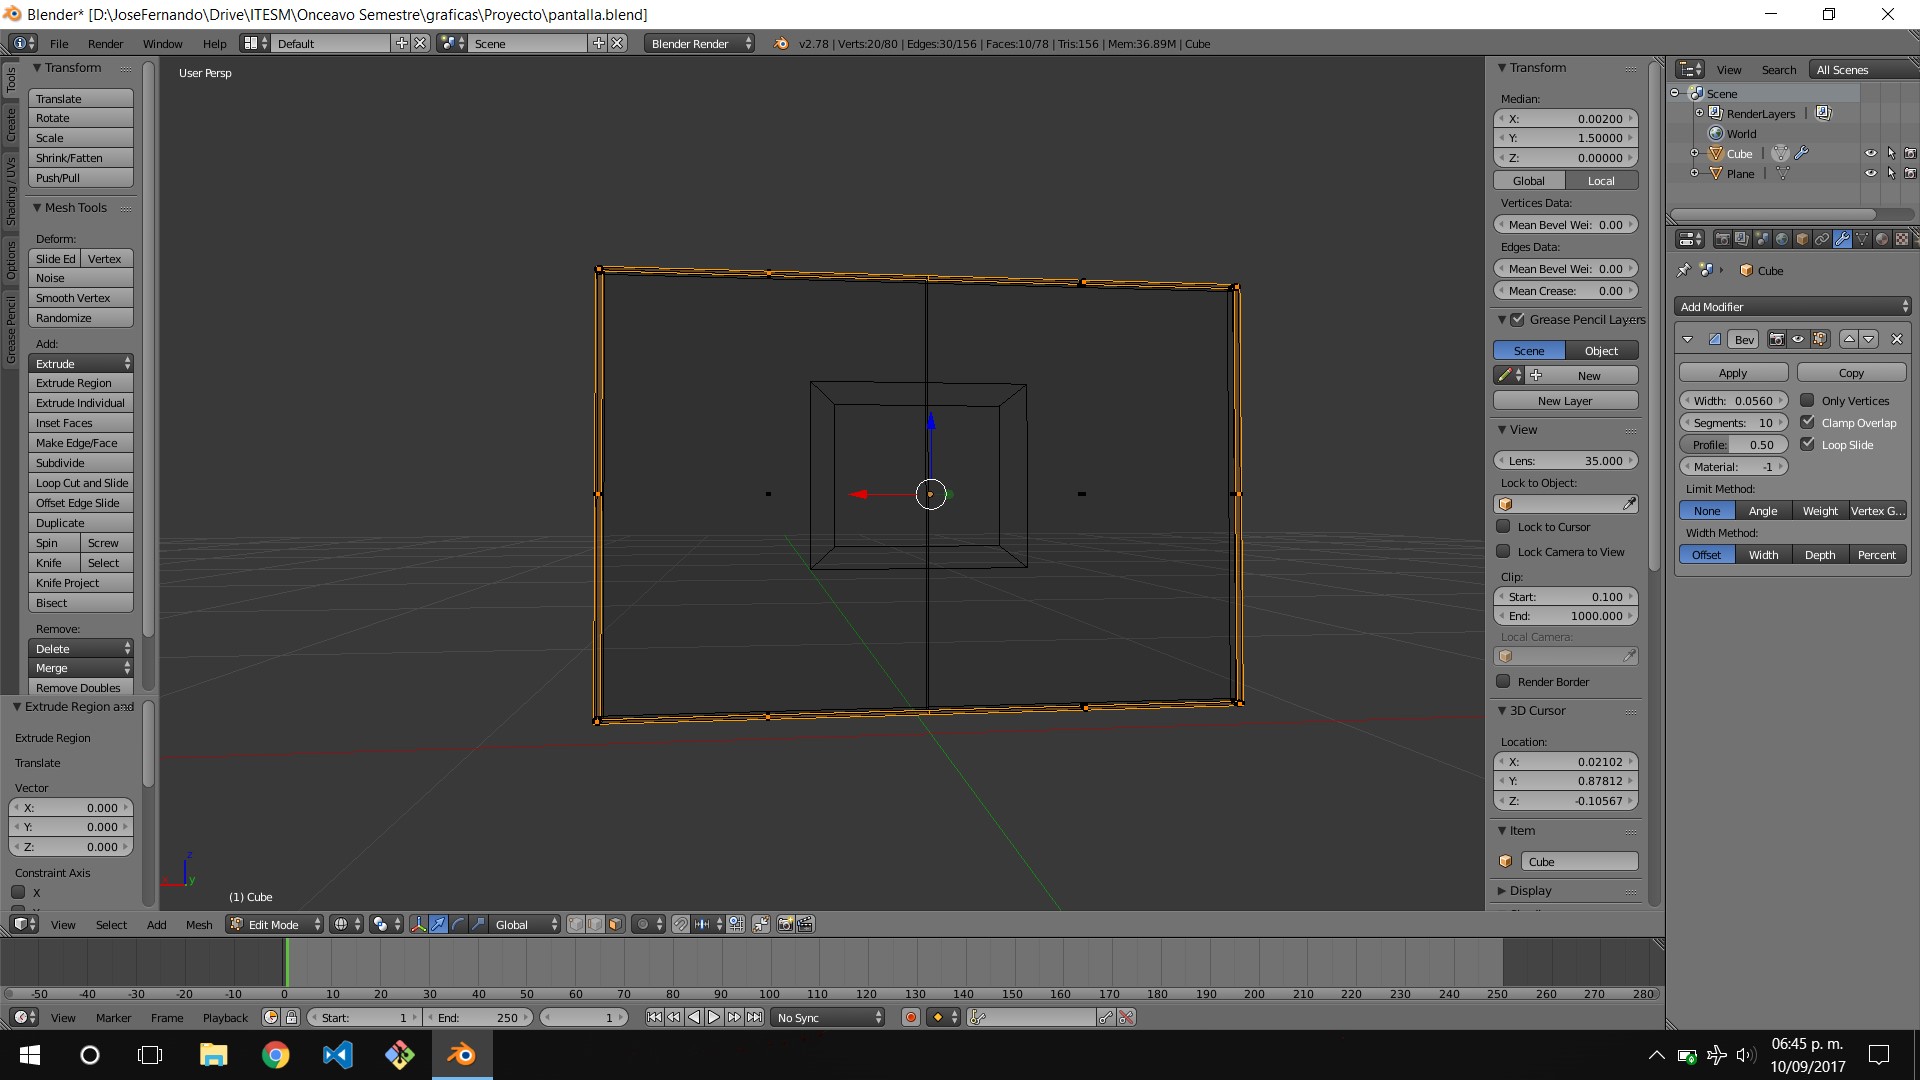 Blender* [D:\JoseFernando\Drive\ITESM\Onceavo Semestre\graficas\Proyecto\pantalla.blend]
File Render Window Help Default Scene Blender Render v2.78 | Verts:20/80 | Edges:30/156 | Faces:10/78 | Tris:156 | Mem:36.89M | Cube
Tools
Create
Shading / UVs
Options
Grease Pencil
Transform
Translate
Rotate
Scale
Shrink/Fatten
Push/Pull
Mesh Tools
Deform:
Slide Ed Vertex
Noise
Smooth Vertex
Randomize
Add:
Extrude
Extrude Region
Extrude Individual
Inset Faces
Make Edge/Face
Subdivide
Loop Cut and Slide
Offset Edge Slide
Duplicate
Spin Screw
Knife Select
Knife Project
Bisect
Remove:
Delete
Merge
Remove Doubles
Extrude Region and
Extrude Region
Translate
Vector
X: 0.000
Y: 0.000
Z: 0.000
Constraint Axis
X
User Persp
z
y
(1) Cube
Transform
Median:
X: 0.00200
Y: 1.50000
Z: 0.00000
Global Local
Vertices Data:
Mean Bevel Wei: 0.00
Edges Data:
Mean Bevel Wei: 0.00
Mean Crease: 0.00
Grease Pencil Layers
Scene Object
New
New Layer
View
Lens: 35.000
Lock to Object:
Lock to Cursor
Lock Camera to View
Clip:
Start: 0.100
End: 1000.000
Local Camera:
Render Border
3D Cursor
Location:
X: 0.02102
Y: 0.87812
Z: -0.10567
Item
Cube
Display
View Search All Scenes
Scene
RenderLayers |
World
Cube |
Plane |
Cube
Add Modifier
Bev
Apply Copy
Width: 0.0560 Only Vertices
Segments: 10 Clamp Overlap
Profile: 0.50 Loop Slide
Material: -1
Limit Method:
None Angle Weight Vertex G...
Width Method:
Offset Width Depth Percent
View Select Add Mesh Edit Mode Global
-50 -40 -30 -20 -10 0 10 20 30 40 50 60 70 80 90 100 110 120 130 140 150 160 170 180 190 200 210 220 230 240 250 260 270 280
View Marker Frame Playback Start: 1 End: 250 1 No Sync
06:45 p. m.
10/09/2017